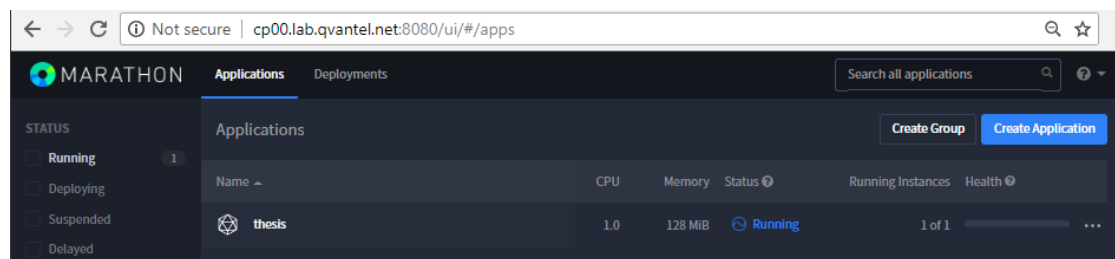 Not secure | cp00.lab.qvantel.net:8080/ui/#/apps
MARATHON Applications Deployments Search all applications
STATUS
Applications Create Group Create Application
Running 1
Name CPU Memory Status Running Instances Health
Deploying
Suspended
thesis 1.0 128 MiB Running 1 of 1
Delayed